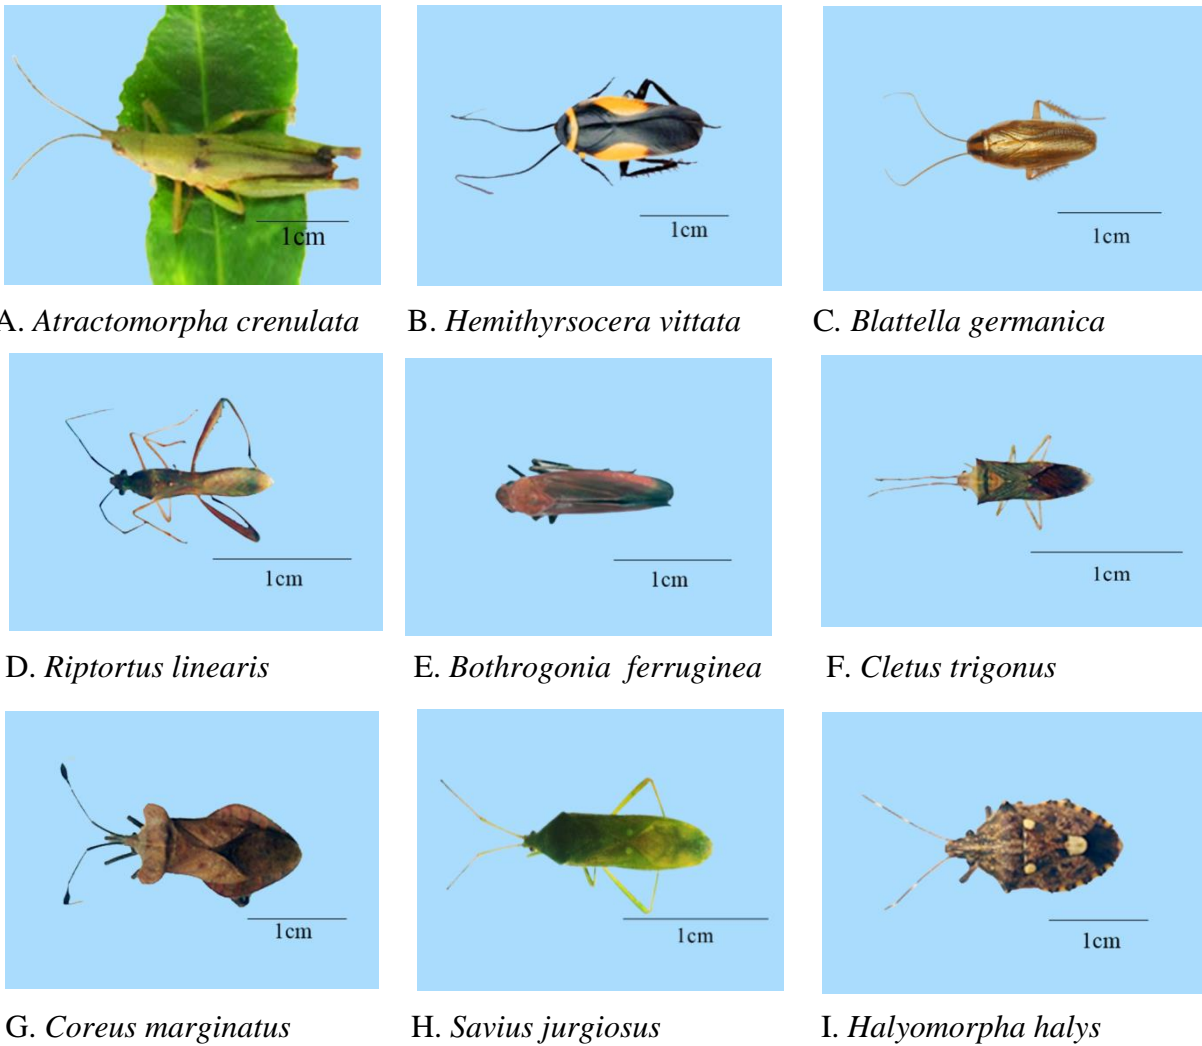 1cm
1cm
1cm
A. Atractomorpha crenulata
B. Hemithyrsocera vittata
C. Blattella germanica
1cm
1cm
1cm
D. Riptortus linearis
E. Bothrogonia ferruginea
F. Cletus trigonus
1cm
1cm
1cm
G. Coreus marginatus
H. Savius jurgiosus
I. Halyomorpha halys